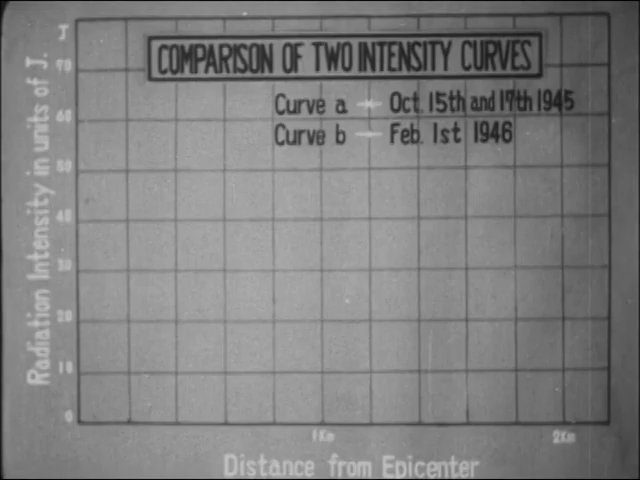 J
COMPARISON OF TWO INTENSITY CURVES
70
Curve a Oct. 15th and 17th 1945
60
Curve b Feb. 1st 1946
50
40
30
20
10
0
Radiation Intensity in units of J.
1Km 2Km
Distance from Epicenter